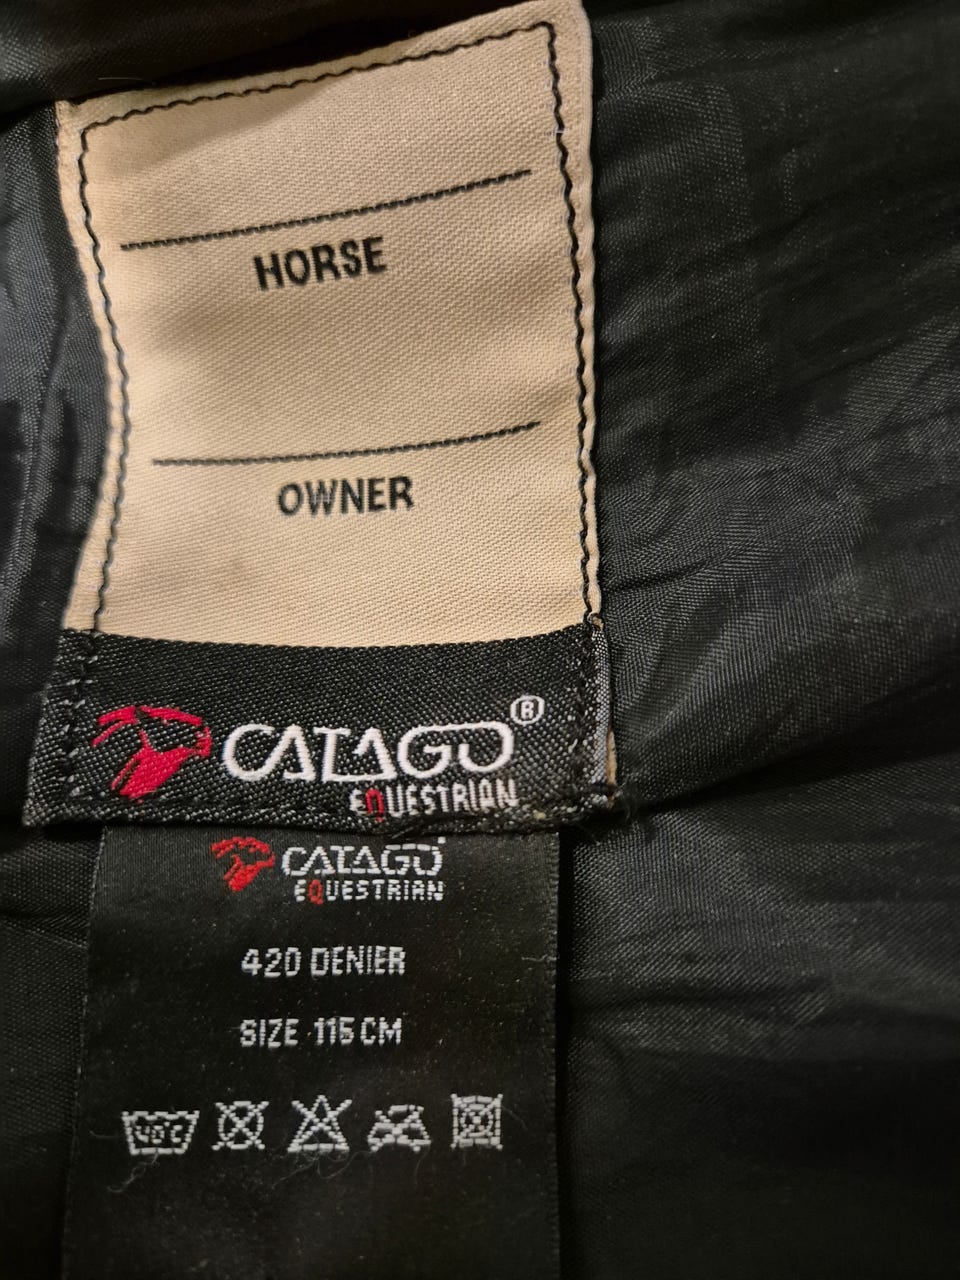 HORSE
OWNER
CATAGO®
EQUESTRIAN
CATAGO
EQUESTRIAN
420 DENIER
SIZE 115 CM
40°C